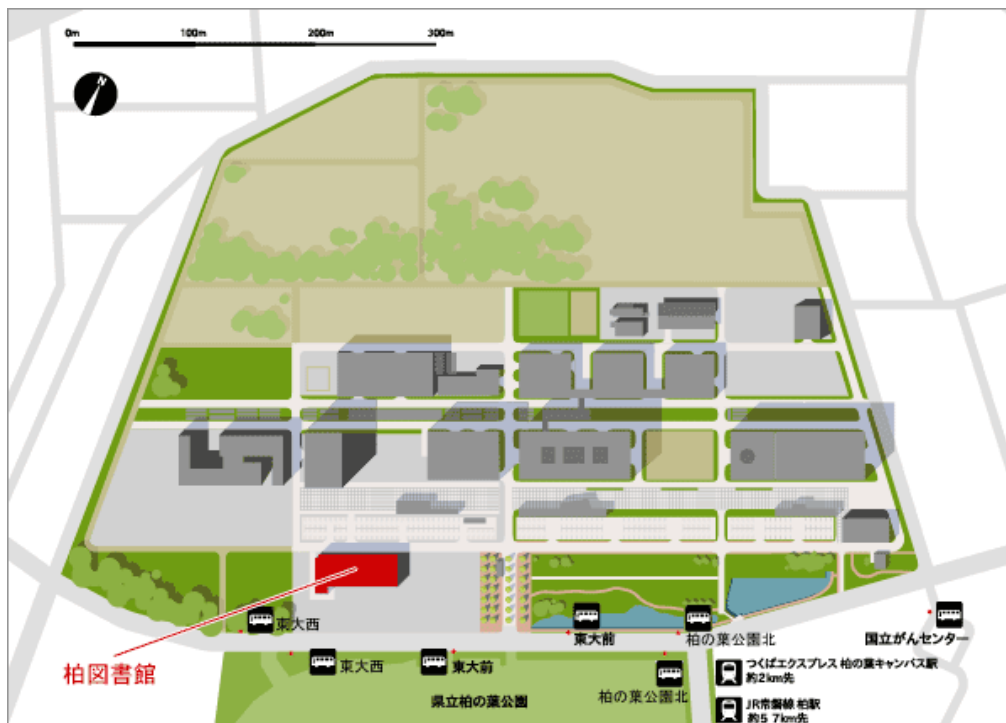 0m 100m 200m 300m
N
東大西
東大前
柏の葉公園北
国立がんセンター
柏図書館
東大西
東大前
柏の葉公園北
県立柏の葉公園
つくばエクスプレス 柏の葉キャンパス駅
約2km先
JR常磐線 柏駅
約5.7km先